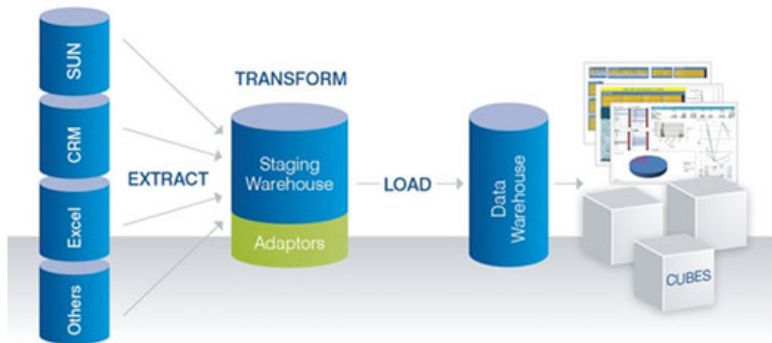 SUN
CRM
Excel
Others
EXTRACT
TRANSFORM
Staging
Warehouse
Adaptors
LOAD
Data
Warehouse
CUBES